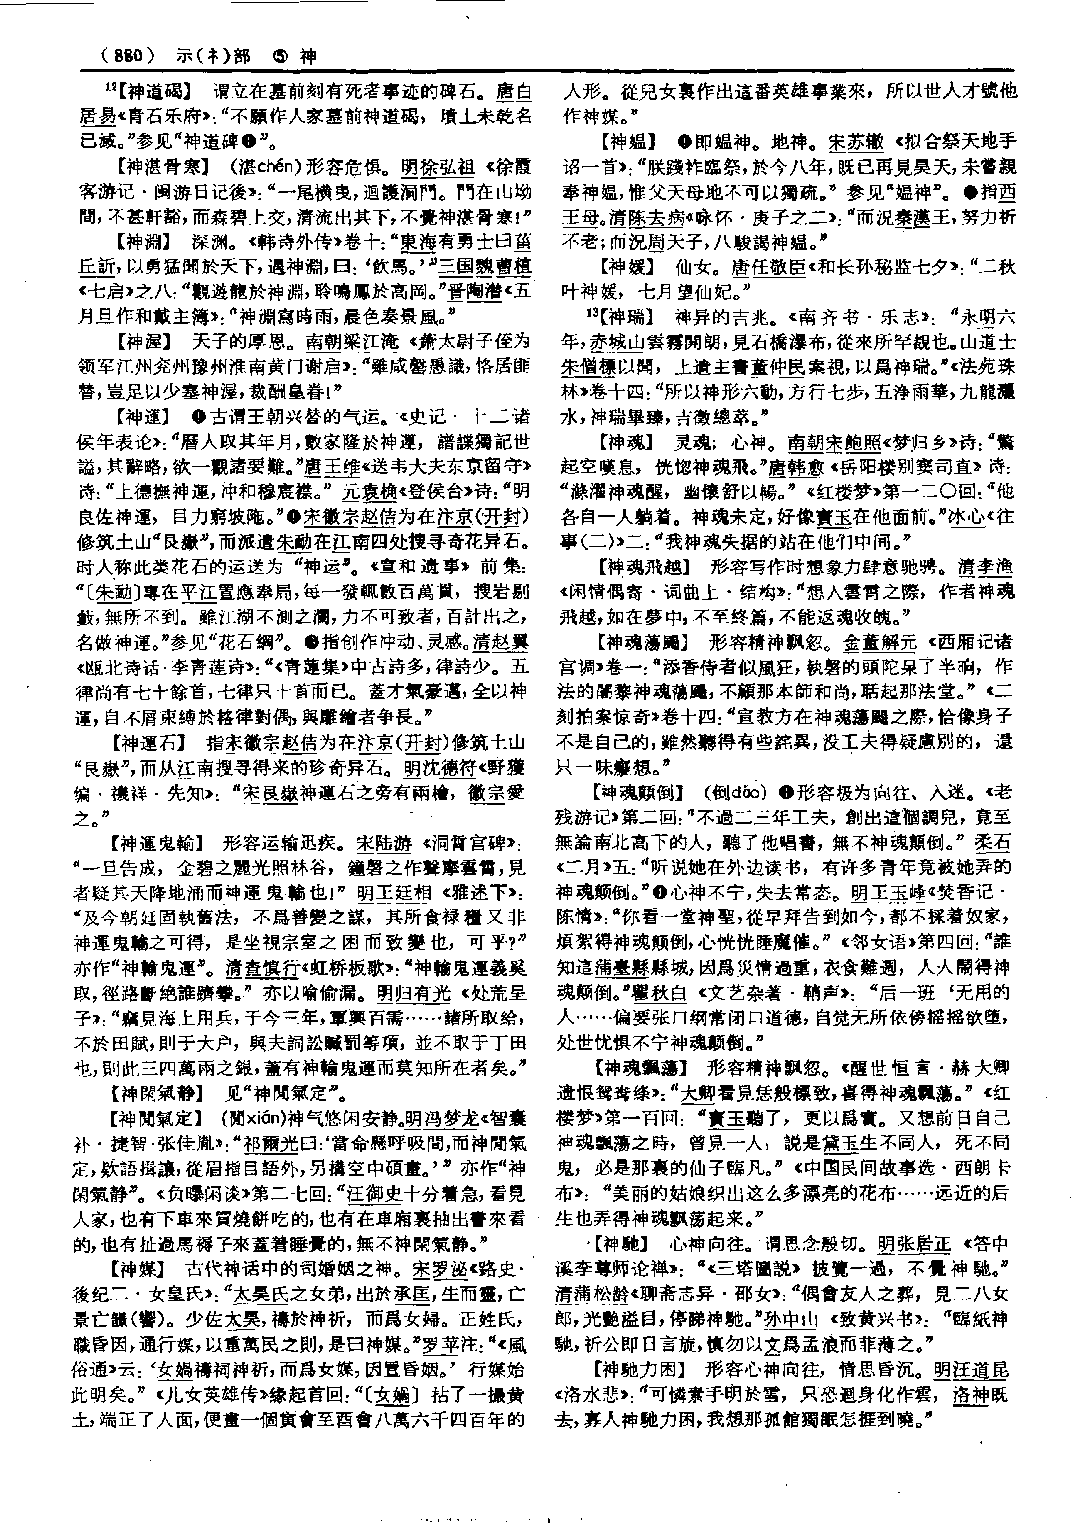 （880） 示(礻)部 ⑤ 神
¹²【神道碣】 谓立在墓前刻有死者事迹的碑石。唐白
居易《青石乐府》：“不願作人家墓前神道碣，墳土未乾名
已滅。”参见“神道碑❶”。
【神湛骨寒】 （湛chén）形容危惧。明徐弘祖《徐霞
客游记·闽游日记後》：“一尾横曳，迴護洞門。門在山坳
間，不甚軒豁，而森碧上交，清流出其下，不覺神湛骨寒！”
【神淵】 深渊。《韩诗外传》卷十：“東海有勇士曰菑
丘訢，以勇猛聞於天下，遇神淵，曰：‘飲馬。’”三国魏曹植
《七启》之八：“觀遊龍於神淵，聆鳴鳳於高岡。”晋陶潜《五
月旦作和戴主簿》：“神淵寫時雨，晨色奏景風。”
【神渥】 天子的厚恩。南朝梁江淹《萧太尉子侄为
领军江州兖州豫州淮南黄门谢启》：“雖咸罄愚議，恪居匪
替，豈足以少塞神渥，裁酬皇眷！”
【神運】 ❶古谓王朝兴替的气运。《史记·十二诸
侯年表论》：“曆人取其年月，數家隆於神運，譜諜獨記世
謚，其辭略，欲一觀諸要難。”唐王维《送韦大夫东京留守》
诗：“上德撫神運，冲和穆宸襟。”元袁桷《登侯台》诗：“明
良佐神運，目力窮坡陁。”❷宋徽宗赵佶为在汴京（开封）
修筑土山“艮嶽”，而派遣朱勔在江南四处搜寻奇花异石。
时人称此类花石的运送为“神运”。《宣和遗事》前集：
“〔朱勔〕專在平江置應奉局，每一發輒數百萬貫，搜岩剔
藪，無所不到。雖江湖不測之瀾，力不可致者，百計出之，
名做神運。”参见“花石綱”。❸指创作冲动、灵感。清赵翼
《瓯北诗话·李青莲诗》：“《青蓮集》中古詩多，律詩少。五
律尚有七十餘首，七律只十首而已。蓋才氣豪邁，全以神
運，自不屑束縛於格律對偶，與雕繪者争長。”
【神運石】 指宋徽宗赵佶为在汴京（开封）修筑土山
“艮嶽”，而从江南搜寻得来的珍奇异石。明沈德符《野獲
编·禨祥·先知》：“宋艮嶽神運石之旁有兩檜，徽宗愛
之。”
【神運鬼輸】 形容运输迅疾。宋陆游《洞霄宫碑》：
“一旦告成，金碧之麗光照林谷，鐘磬之作聲摩雲霄，見
者疑其天降地涌而神運鬼輸也！”明王廷相《雅述下》：
“及今朝廷固執舊法，不爲善變之謀，其所食禄糧又非
神運鬼輸之可得，是坐視宗室之困而致變也，可乎？”
亦作“神輸鬼運”。清查慎行《虹桥板歌》：“神輸鬼運義奚
取，徑路斷絶誰躋攀。”亦以喻偷漏。明归有光《处荒呈
子》：“竊見海上用兵，于今三年，軍興百需……諸所取給，
不於田賦，則于大户，與夫詞訟贓罰等項，並不取于丁田
也，則此三四萬兩之銀，蓋有神輸鬼運而莫知所在者矣。”
【神閑氣静】 见“神閒氣定”。
【神閒氣定】 （閒xián）神气悠闲安静。明冯梦龙《智囊
补·捷智·张佳胤》：“祁爾光曰：‘當命懸呼吸間，而神閒氣
定，款語揖讓，從眉指目語外，另構空中碩畫。’”亦作“神
閑氣静”。《负曝闲谈》第二七回：“汪御史十分着急，看見
人家，也有下車來買燒餅吃的，也有在車廂裏抽出書來看
的，也有扯過馬褥子來蓋着睡覺的，無不神閑氣静。”
【神媒】 古代神话中的司婚姻之神。宋罗泌《路史·
後纪二·女皇氏》：“太昊氏之女弟，出於承匡，生而靈，亡
景亡讎（響）。少佐太昊，禱於神祈，而爲女婦。正姓氏，
職昏因，通行媒，以重萬民之則，是曰神媒。”罗苹注：“《風
俗通》云：‘女媧禱祠神祈，而爲女媒，因置昏姻。’行媒始
此明矣。”《儿女英雄传》缘起首回：“〔女媧〕拈了一撮黄
土，端正了人面，便畫一個寅會至酉會八萬六千四百年的
人形。從兒女裏作出這番英雄事業來，所以世人才號他
作神媒。”
【神媪】 ❶即媪神。地神。宋苏辙《拟合祭天地手
诏一首》：“朕踐祚臨祭，於今八年，既已再見昊天，未嘗親
奉神媪，惟父天母地不可以獨疏。”参见“媪神”。❷指西
王母。清陈去病《咏怀·庚子之二》：“而况秦漢王，努力祈
不老；而况周天子，八駿謁神媪。”
【神媛】 仙女。唐任敬臣《和长孙秘监七夕》：“二秋
叶神媛，七月望仙妃。”
¹³【神瑞】 神异的吉兆。《南齐书·乐志》：“永明六
年，赤城山雲霧開朗，見石橋瀑布，從來所罕覩也。山道士
朱僧標以聞，上遣主書董仲民案視，以爲神瑞。”《法苑珠
林》卷十四：“所以神形六動，方行七步，五浄雨華，九龍灑
水，神瑞畢臻，吉徵總萃。”
【神魂】 灵魂；心神。南朝宋鲍照《梦归乡》诗：“驚
起空嘆息，恍惚神魂飛。”唐韩愈《岳阳楼别窦司直》诗：
“滌濯神魂醒，幽懷舒以暢。”《红楼梦》第一二〇回：“他
各自一人躺着。神魂未定，好像寶玉在他面前。”冰心《往
事（二）》二：“我神魂失据的站在他们中间。”
【神魂飛越】 形容写作时想象力肆意驰骋。清李渔
《闲情偶寄·词曲上·结构》：“想入雲霄之際，作者神魂
飛越，如在夢中，不至終篇，不能返魂收魄。”
【神魂蕩颺】 形容精神飘忽。金董解元《西厢记诸
宫调》卷一：“添香侍者似風狂，執磬的頭陀呆了半晌，作
法的闍黎神魂蕩颺，不顧那本師和尚，聒起那法堂。”《二
刻拍案惊奇》卷十四：“宣教方在神魂蕩颺之際，恰像身子
不是自己的，雖然聽得有些詫異，没工夫得疑慮别的，還
只一味癡想。”
【神魂顛倒】 （倒dǎo）❶形容极为向往、入迷。《老
残游记》第二回：“不過二三年工夫，創出這個調兒，竟至
無論南北高下的人，聽了他唱書，無不神魂顛倒。”柔石
《二月》五：“听说她在外边读书，有许多青年竟被她弄的
神魂颠倒。”❷心神不宁，失去常态。明王玉峰《焚香记·
陈情》：“你看一堂神聖，從早拜告到如今，都不採着奴家，
煩絮得神魂顛倒，心恍恍睡魔催。”《邻女语》第四回：“誰
知這蒲臺縣縣城，因爲災情過重，衣食難週，人人鬧得神
魂顛倒。”瞿秋白《文艺杂著·鞘声》：“后一班‘无用的
人……偏要张口纲常闭口道德，自觉无所依傍摇摇欲堕，
处世忧惧不宁神魂颠倒。”
【神魂飄蕩】 形容精神飘忽。《醒世恒言·赫大卿
遗恨鸳鸯绦》：“大卿看見恁般標致，喜得神魂飄蕩。”《红
楼梦》第一百回：“寶玉聽了，更以爲實。又想前日自己
神魂飄蕩之時，曾見一人，説是黛玉生不同人，死不同
鬼，必是那裏的仙子臨凡。”《中国民间故事选·西朗卡
布》：“美丽的姑娘织出这么多漂亮的花布……远近的后
生也弄得神魂飘荡起来。”
【神馳】 心神向往。谓思念殷切。明张居正《答中
溪李尊师论禅》：“《三塔圖説》披覽一過，不覺神馳。”
清蒲松龄《聊斋志异·邵女》：“偶會友人之葬，見二八女
郎，光艷溢目，停睇神馳。”孙中山《致黄兴书》：“臨紙神
馳，祈公即日言旋，慎勿以文爲孟浪而菲薄之。”
【神馳力困】 形容心神向往，情思昏沉。明汪道昆
《洛水悲》：“可憐素手明於雪，只恐迴身化作雲，洛神既
去，寡人神馳力困，我想那孤館獨眠怎捱到曉。”